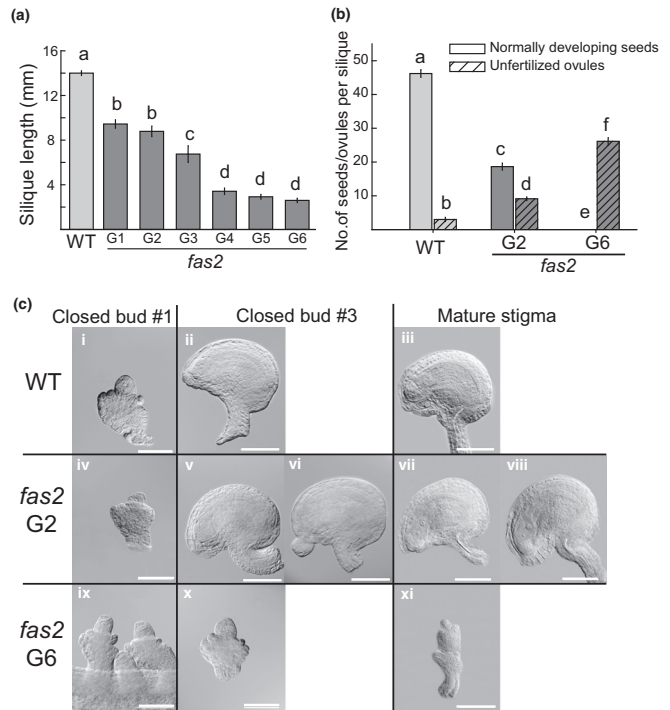 (a)
Silique length (mm)
16
12
8
4
a
b
b
c
d
d
d
WT
G1
G2
G3
G4
G5
G6
fas2
(b)
No.of seeds/ovules per silique
50
40
30
20
10
Normally developing seeds
Unfertilized ovules
a
b
c
d
e
f
WT
G2
G6
fas2
(c)
Closed bud #1
Closed bud #3
Mature stigma
WT
i
ii
iii
fas2
G2
iv
v
vi
vii
viii
fas2
G6
ix
x
xi